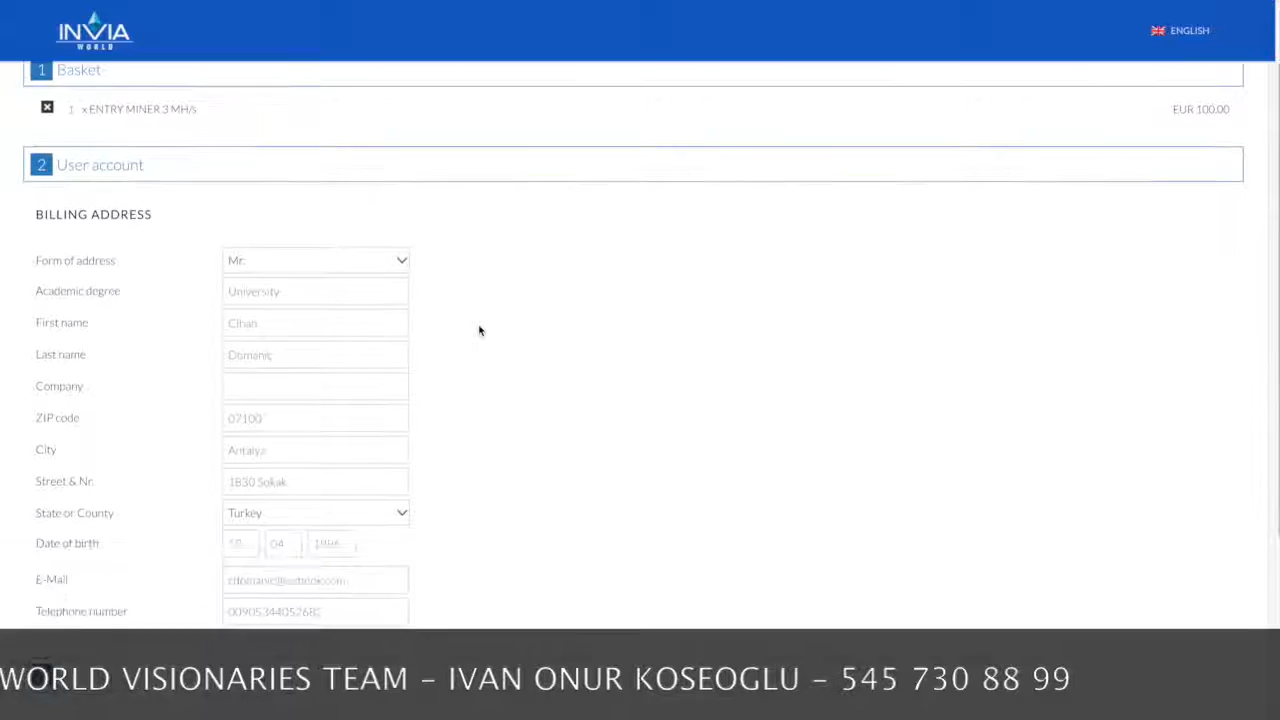 INVIA
WORLD
ENGLISH
1 Basket
1 x ENTRY MINER 3 MH/s EUR 100.00
2 User account
BILLING ADDRESS
Form of address Mr.
Academic degree University
First name Cihan
Last name Domanic
Company
ZIP code 07100
City Antalya
Street & Nr. 1830 Sokak
State or County Turkey
Date of birth 04
E-Mail
Telephone number
WORLD VISIONARIES TEAM – IVAN ONUR KOSEOGLU – 545 730 88 99